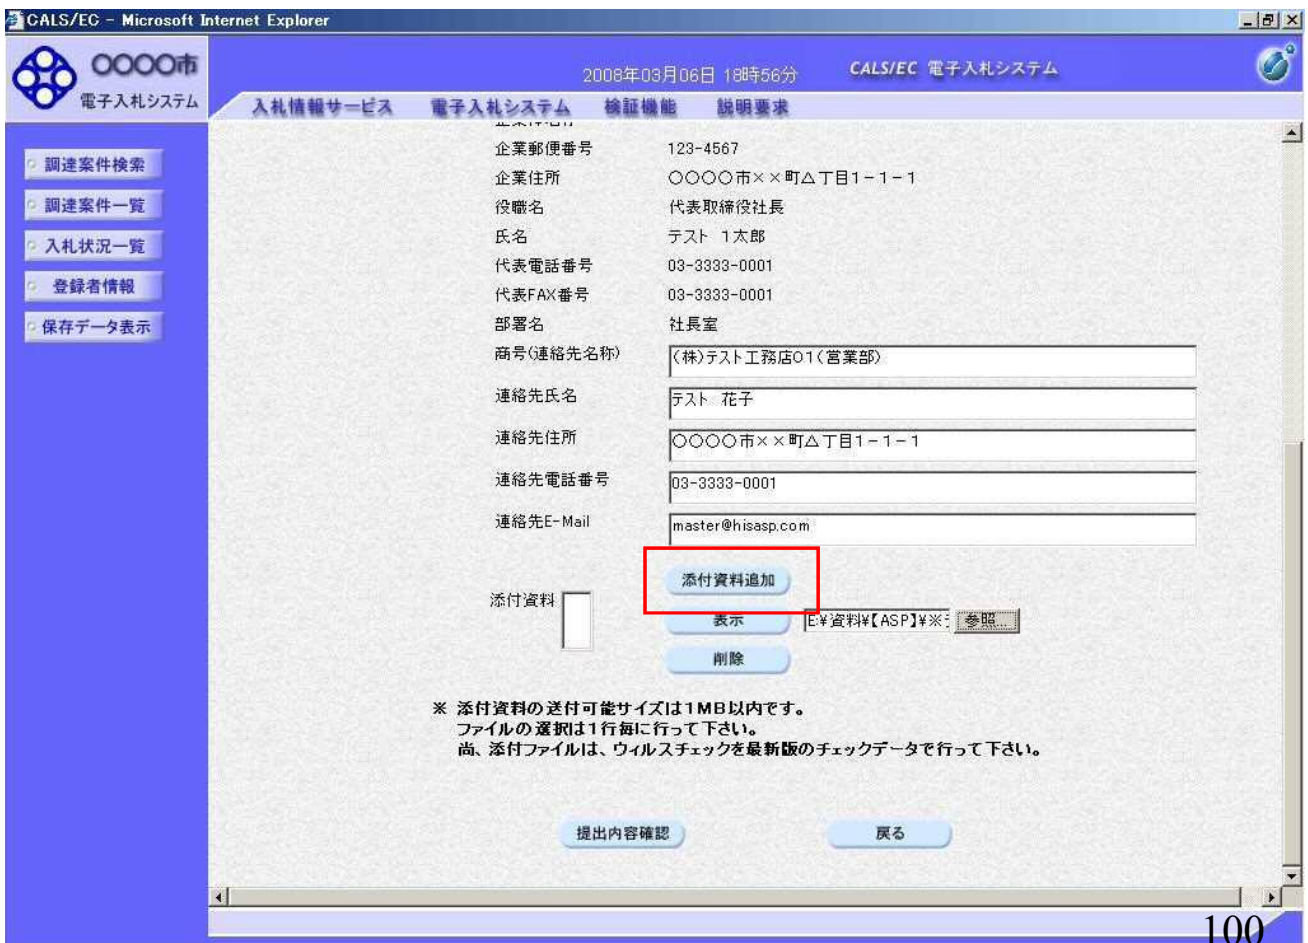 CALS/EC - Microsoft Internet Explorer
〇〇〇〇市
電子入札システム
2008年03月06日 18時56分
CALS/EC 電子入札システム
入札情報サービス 電子入札システム 検証機能 説明要求
調達案件検索
調達案件一覧
入札状況一覧
登録者情報
保存データ表示
企業郵便番号 123-4567
企業住所 〇〇〇〇市××町△丁目1-1-1
役職名 代表取締役社長
氏名 テスト 1太郎
代表電話番号 03-3333-0001
代表FAX番号 03-3333-0001
部署名 社長室
商号(連絡先名称) (株)テスト工務店01(営業部)
連絡先氏名 テスト 花子
連絡先住所 〇〇〇〇市××町△丁目1-1-1
連絡先電話番号 03-3333-0001
連絡先E-Mail master@hisasp.com
添付資料追加
添付資料
表示 E:¥資料¥【ASP】¥※ 参照...
削除
※ 添付資料の送付可能サイズは1MB以内です。
ファイルの選択は1行毎に行って下さい。
尚、添付ファイルは、ウィルスチェックを最新版のチェックデータで行って下さい。
提出内容確認 戻る
100